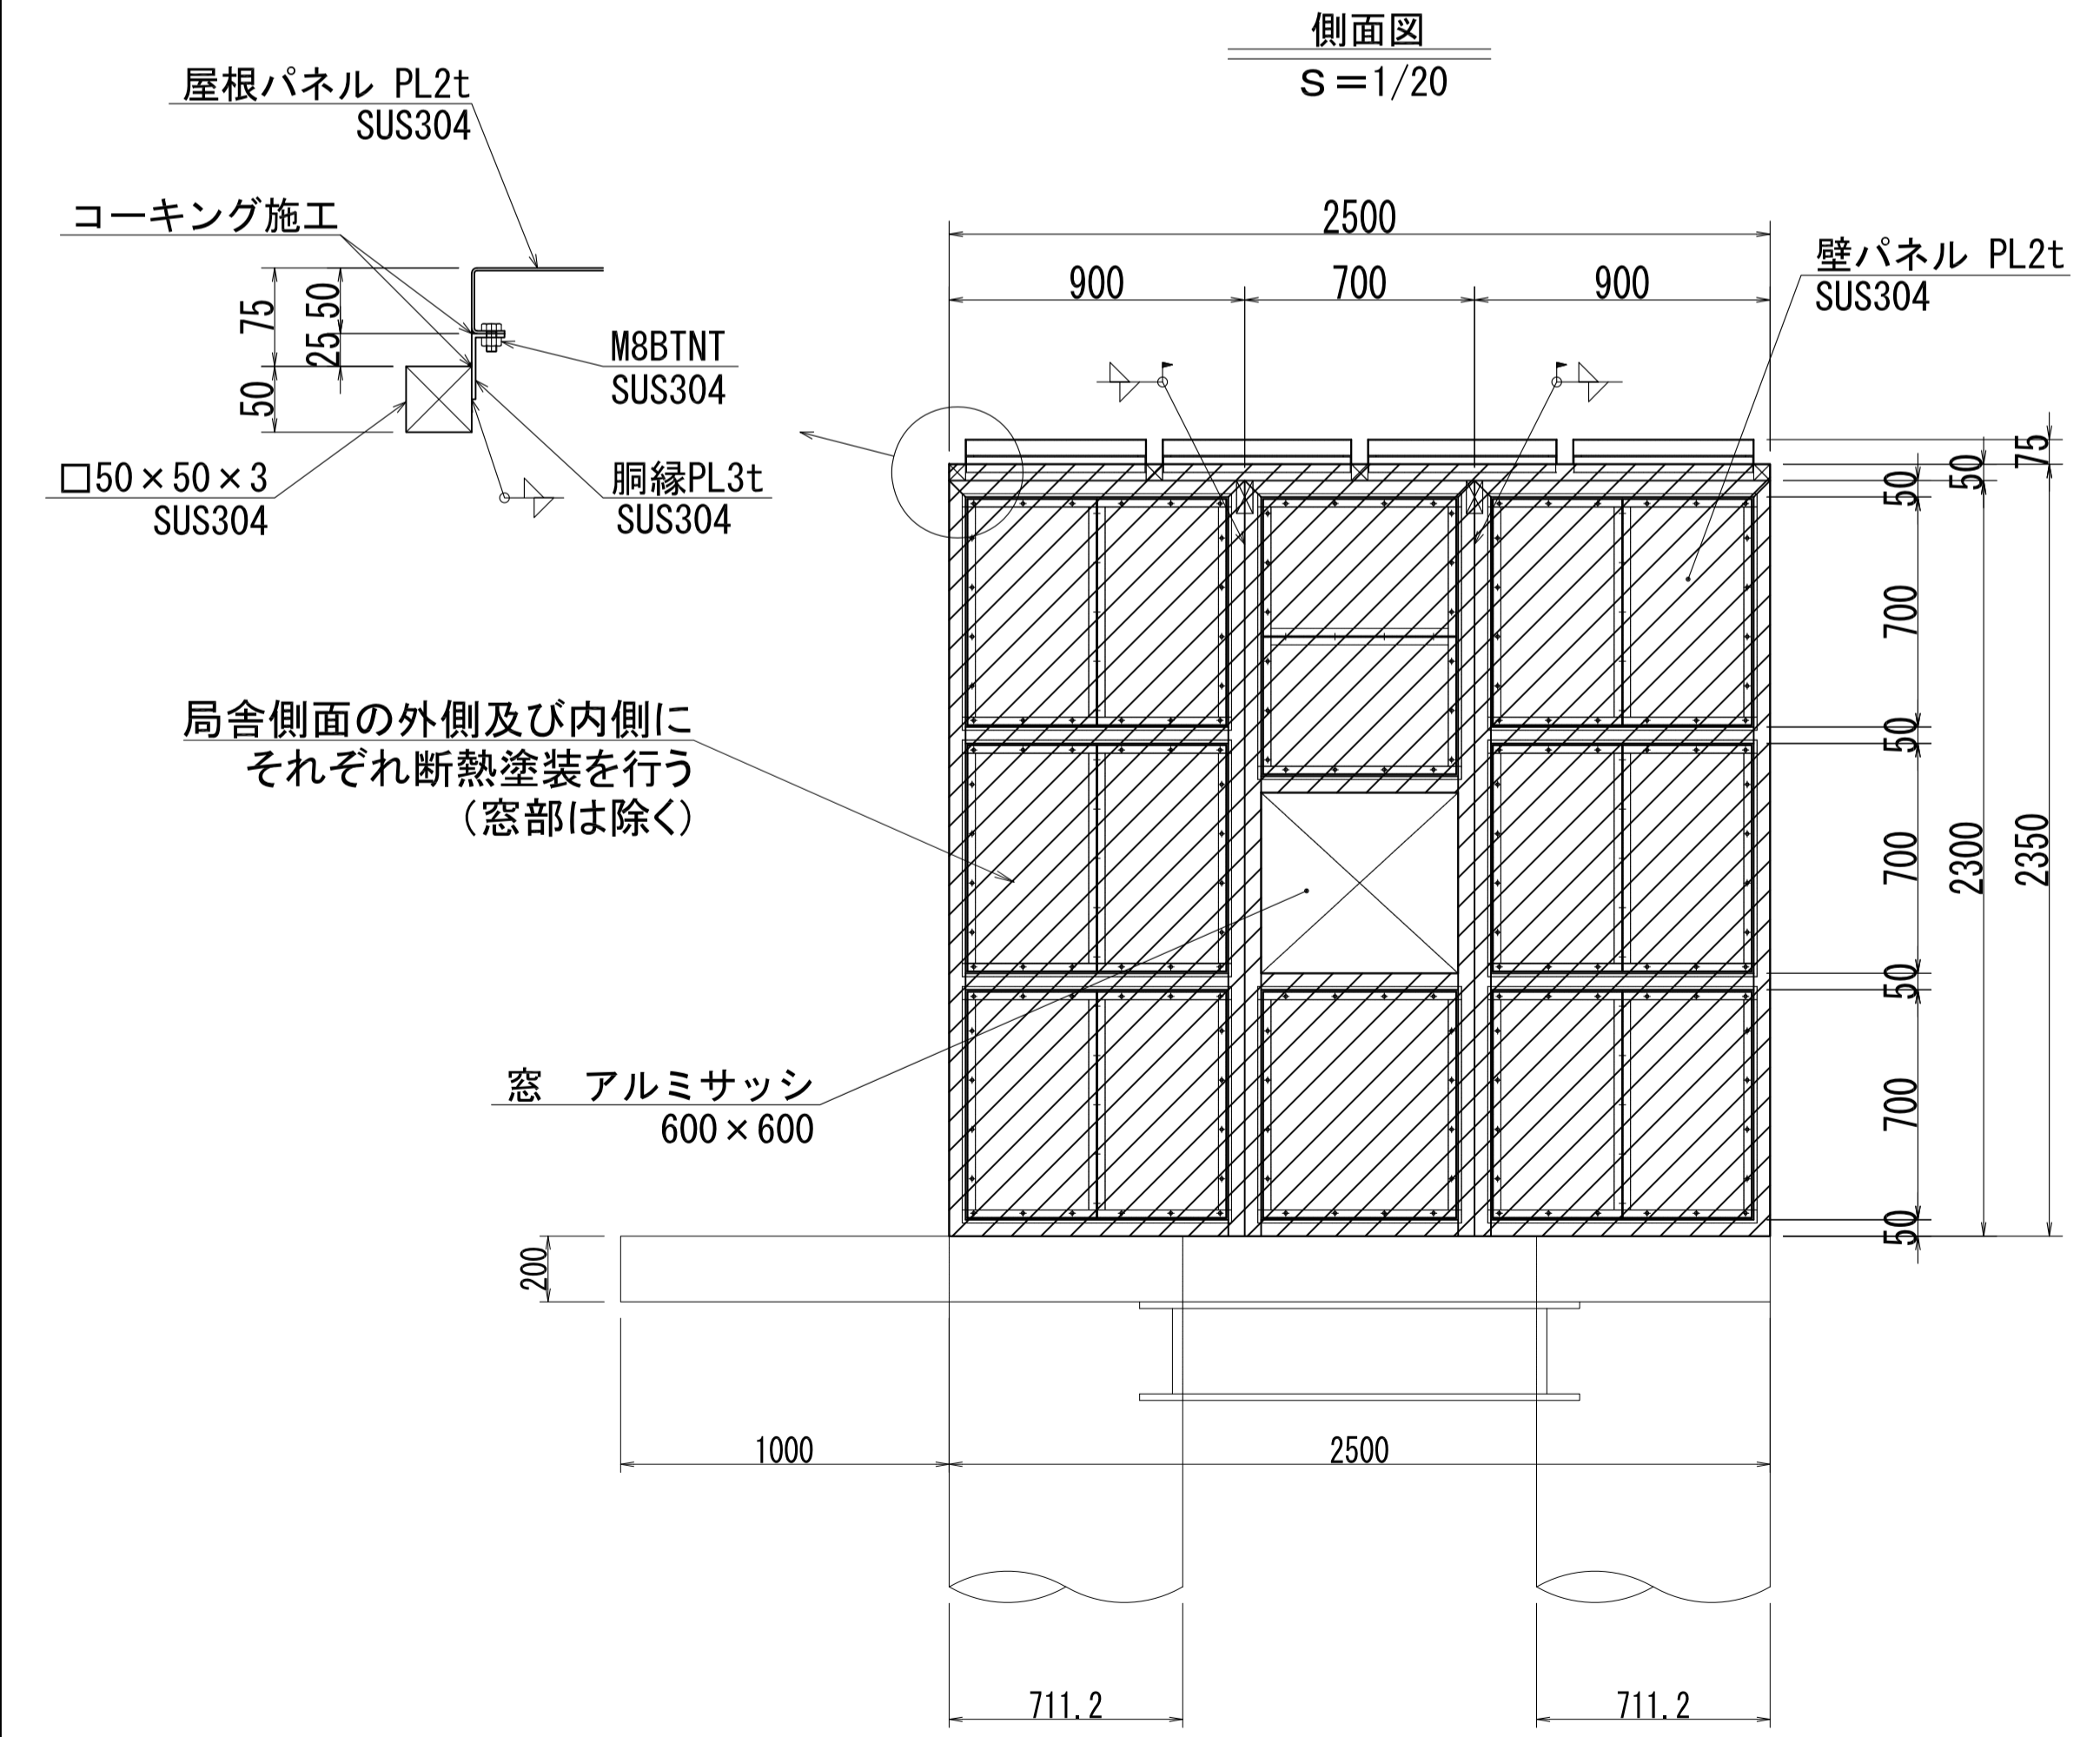 側面図
S=1/20
屋根パネル PL2t
SUS304
コーキング施工
75
50
25
50
M8BTNT
SUS304
□50×50×3
SUS304
胴縁PL3t
SUS304
2500
900
700
900
壁パネル PL2t
SUS304
75
50
50
700
50
700
50
700
50
2300
2350
局舎側面の外側及び内側に
それぞれ断熱塗装を行う
(窓部は除く)
窓 アルミサッシ
600×600
200
1000
2500
711.2
711.2